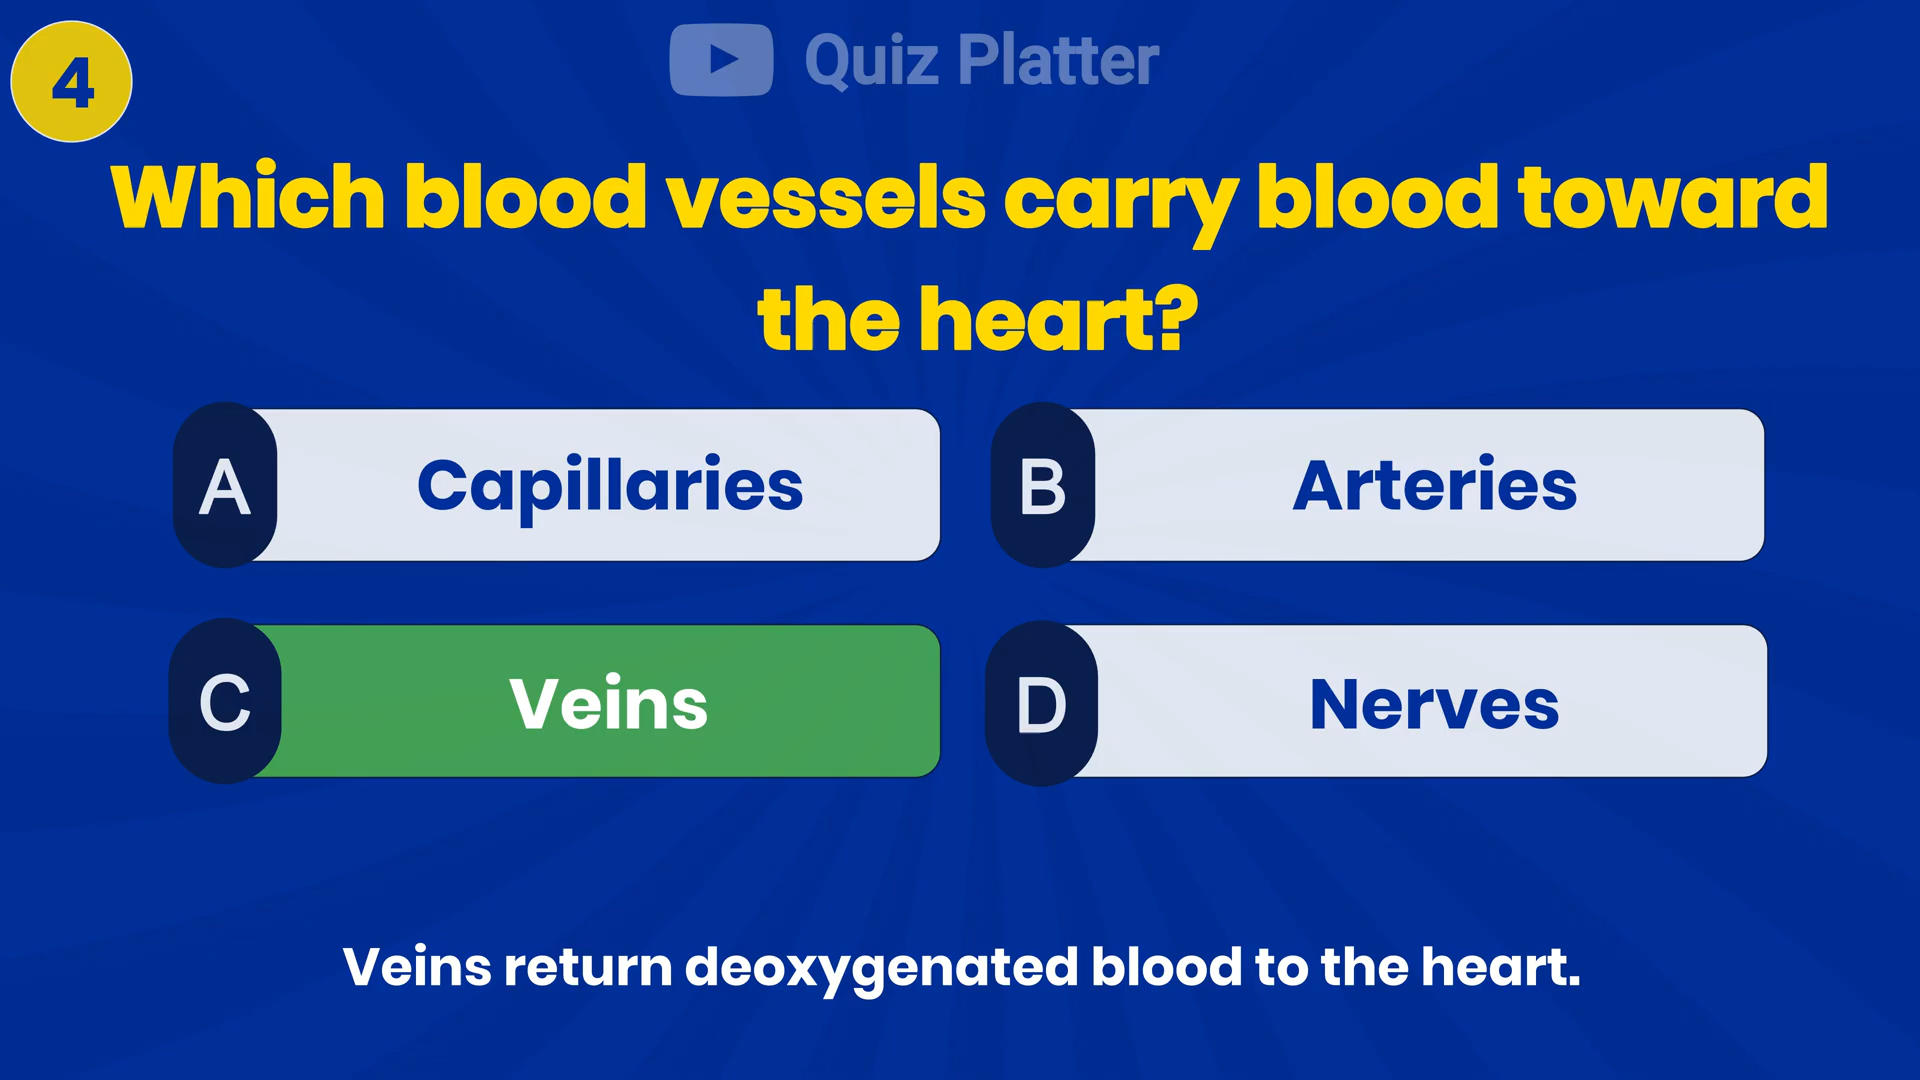 4
Quiz Platter
Which blood vessels carry blood toward
the heart?
A Capillaries
B Arteries
C Veins
D Nerves
Veins return deoxygenated blood to the heart.